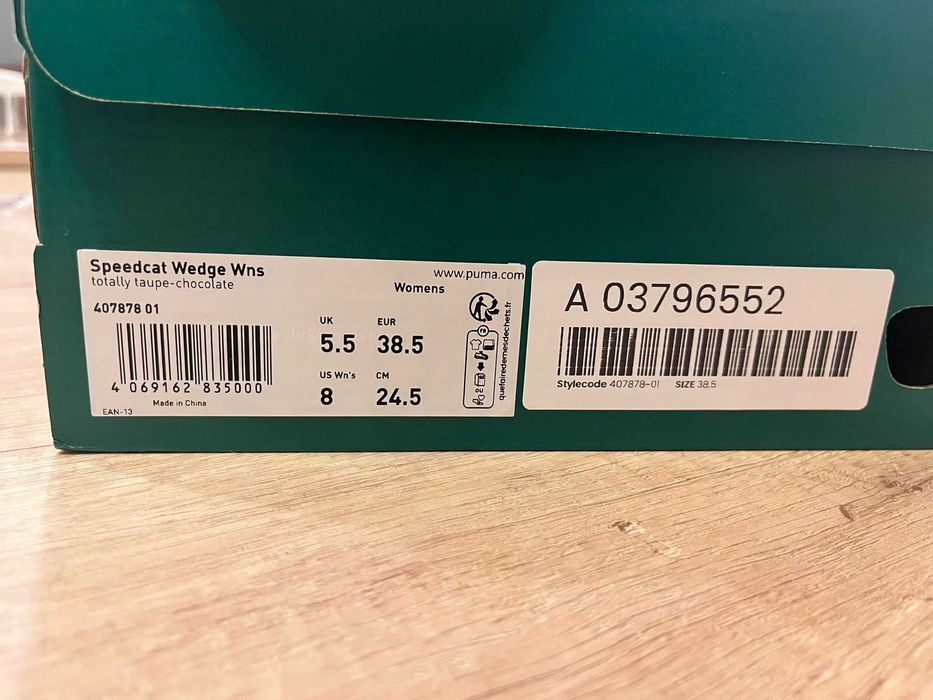 Speedcat Wedge Wns
totally taupe-chocolate
www.puma.com
Womens
407878 01
UK EUR
5.5 38.5
US Wn's CM
8 24.5
4 069162 835000
Made in China
EAN-13
FR
quefairedemesdechets.fr
A 03796552
Stylecode 407878-01 SIZE 38.5